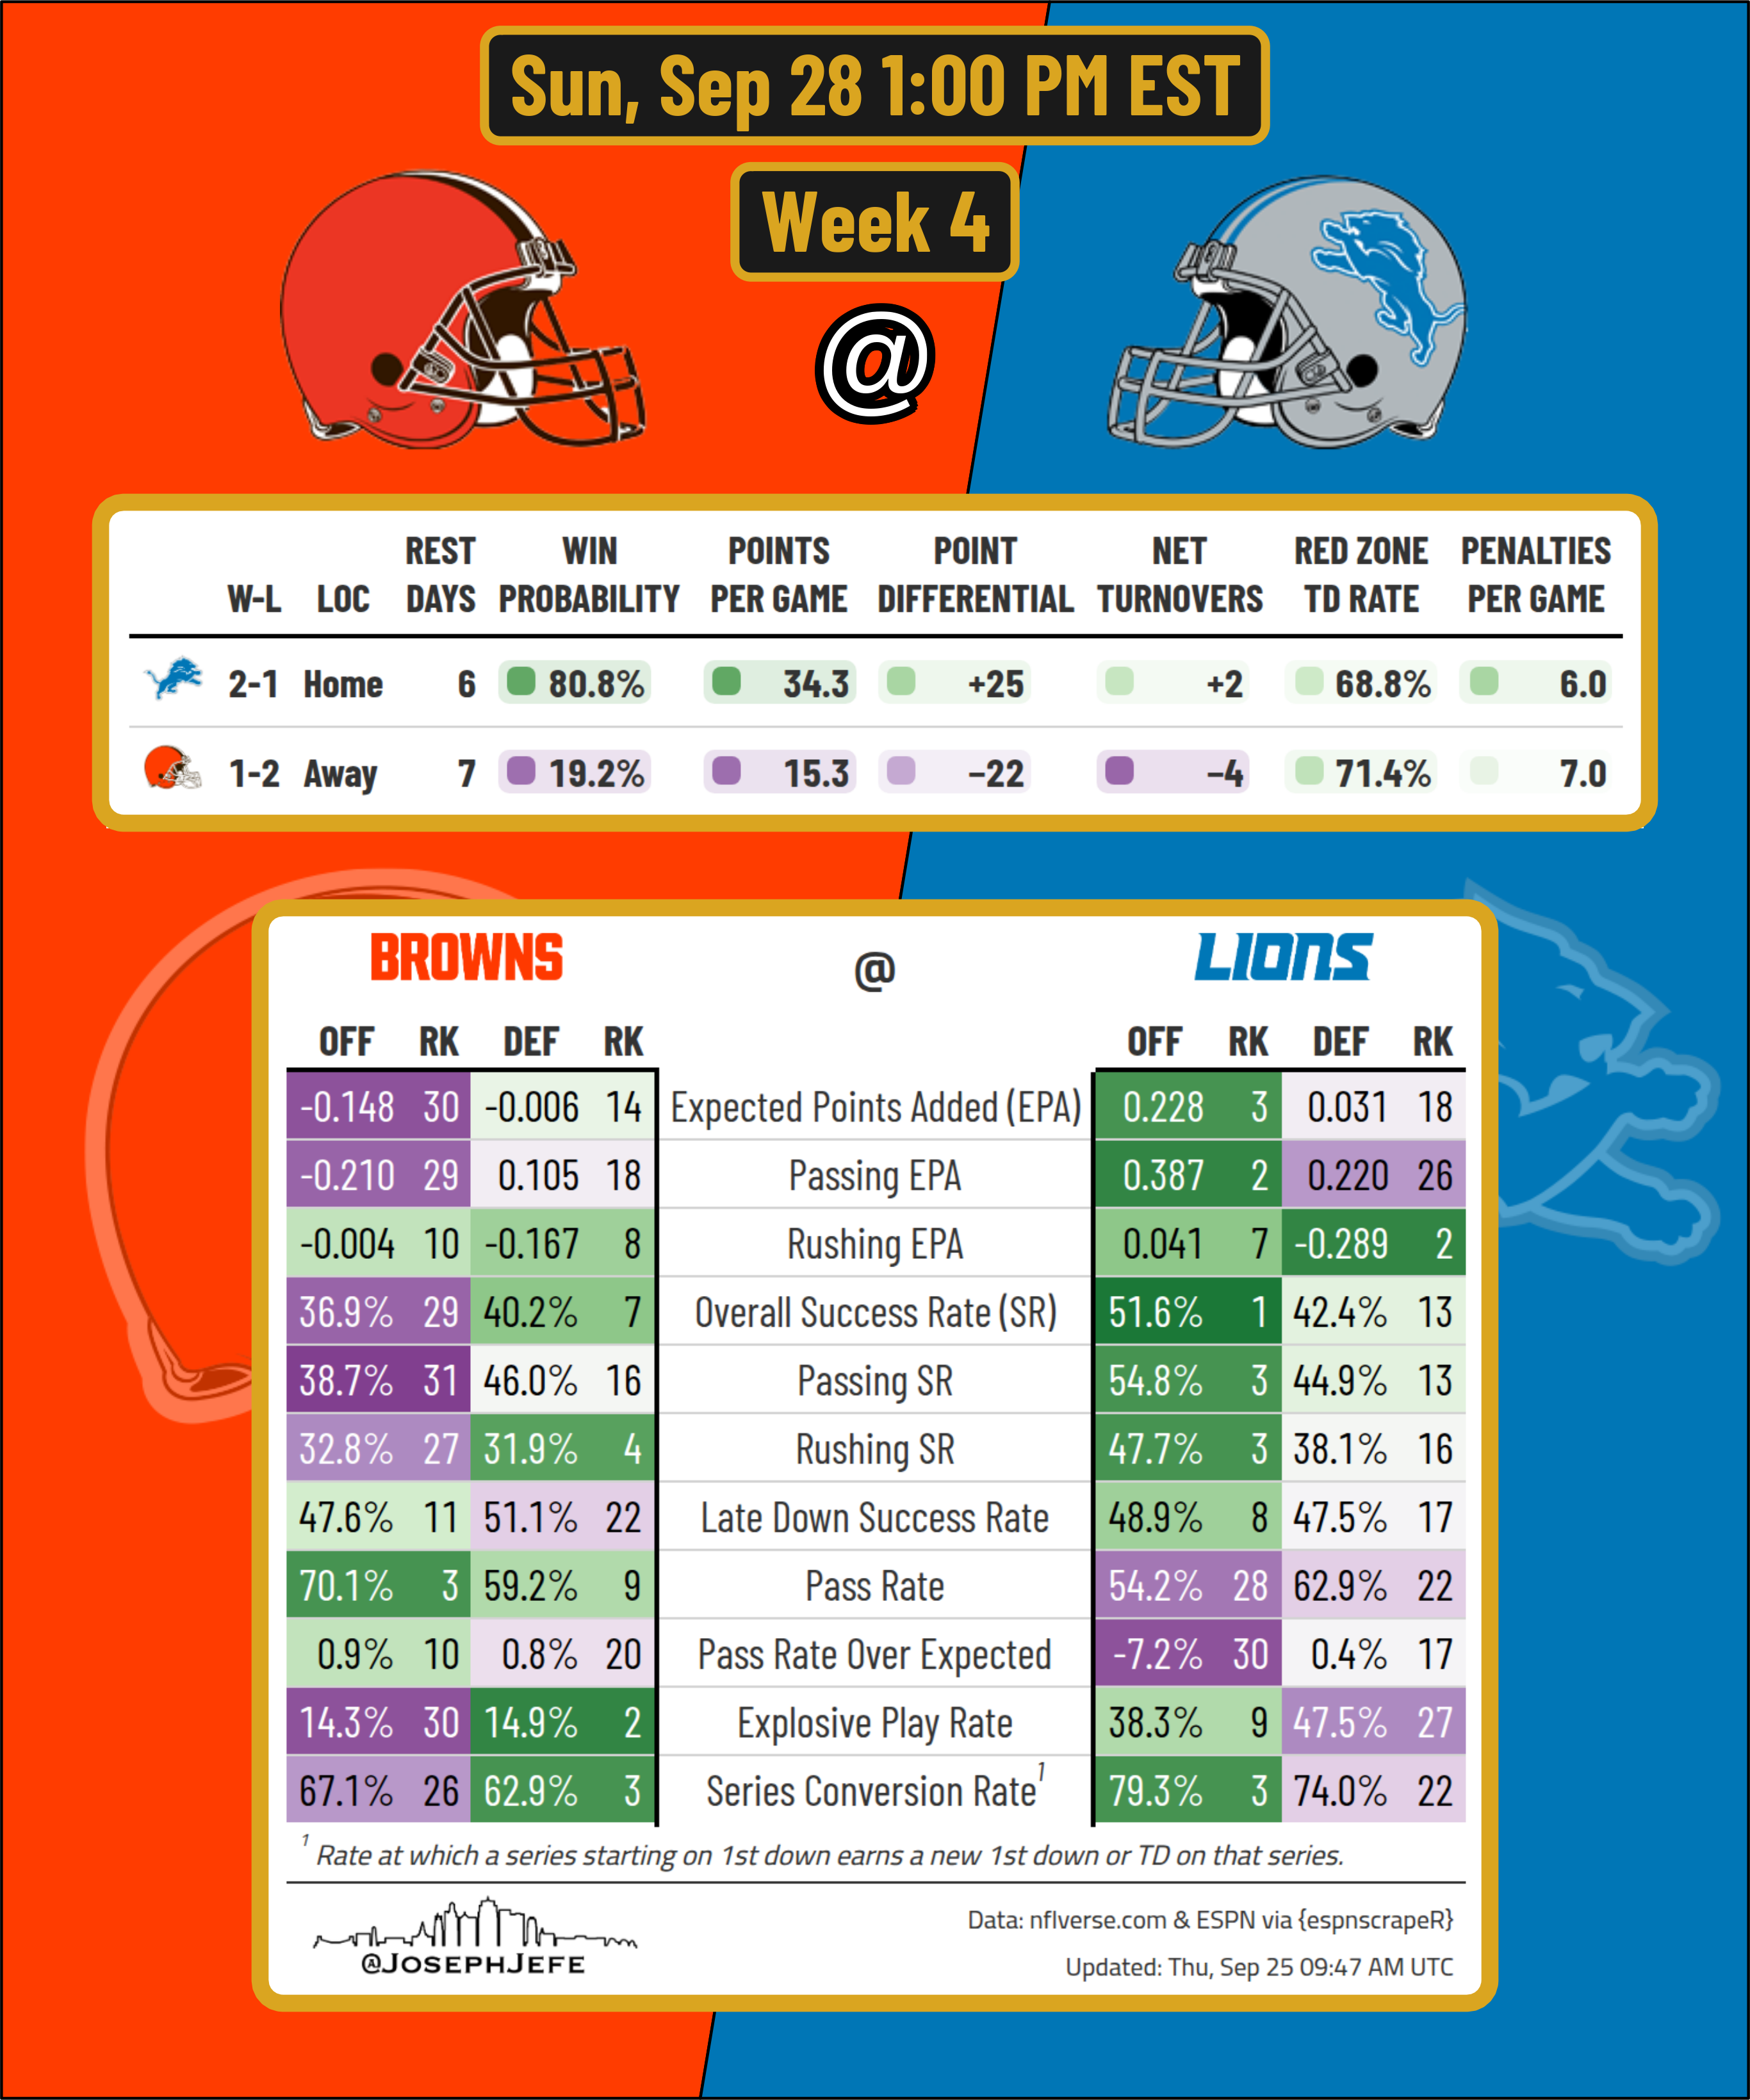 Sun, Sep 28 1:00 PM EST
Week 4
@
W-L LOC REST DAYS WIN PROBABILITY POINTS PER GAME POINT DIFFERENTIAL NET TURNOVERS RED ZONE TD RATE PENALTIES PER GAME
2-1 Home 6 80.8% 34.3 +25 +2 68.8% 6.0
1-2 Away 7 19.2% 15.3 −22 −4 71.4% 7.0
BROWNS @ LIONS
OFF RK DEF RK OFF RK DEF RK
-0.148 30 -0.006 14 Expected Points Added (EPA) 0.228 3 0.031 18
-0.210 29 0.105 18 Passing EPA 0.387 2 0.220 26
-0.004 10 -0.167 8 Rushing EPA 0.041 7 -0.289 2
36.9% 29 40.2% 7 Overall Success Rate (SR) 51.6% 1 42.4% 13
38.7% 31 46.0% 16 Passing SR 54.8% 3 44.9% 13
32.8% 27 31.9% 4 Rushing SR 47.7% 3 38.1% 16
47.6% 11 51.1% 22 Late Down Success Rate 48.9% 8 47.5% 17
70.1% 3 59.2% 9 Pass Rate 54.2% 28 62.9% 22
0.9% 10 0.8% 20 Pass Rate Over Expected -7.2% 30 0.4% 17
14.3% 30 14.9% 2 Explosive Play Rate 38.3% 9 47.5% 27
67.1% 26 62.9% 3 Series Conversion Rate1 79.3% 3 74.0% 22
1 Rate at which a series starting on 1st down earns a new 1st down or TD on that series.
@JOSEPHJEFE
Data: nflverse.com & ESPN via {espnscrapeR}
Updated: Thu, Sep 25 09:47 AM UTC